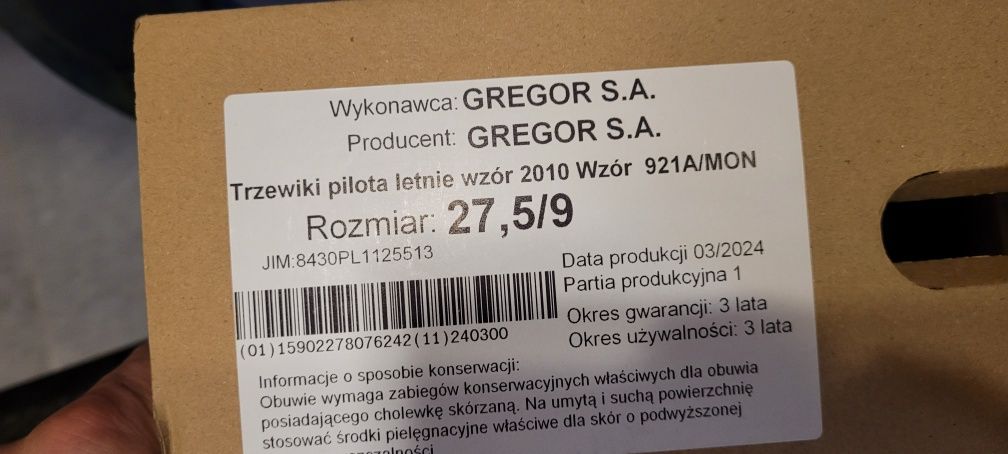 Wykonawca: GREGOR S.A.
Producent: GREGOR S.A.
Trzewiki pilota letnie wzór 2010 Wzór 921A/MON
Rozmiar: 27,5/9
JIM:8430PL1125513
Data produkcji 03/2024
Partia produkcyjna 1
Okres gwarancji: 3 lata
Okres używalności: 3 lata
(01)15902278076242(11)240300
Informacje o sposobie konserwacji:
Obuwie wymaga zabiegów konserwacyjnych właściwych dla obuwia
posiadającego cholewkę skórzaną. Na umytą i suchą powierzchnię
stosować środki pielęgnacyjne właściwe dla skór o podwyższonej